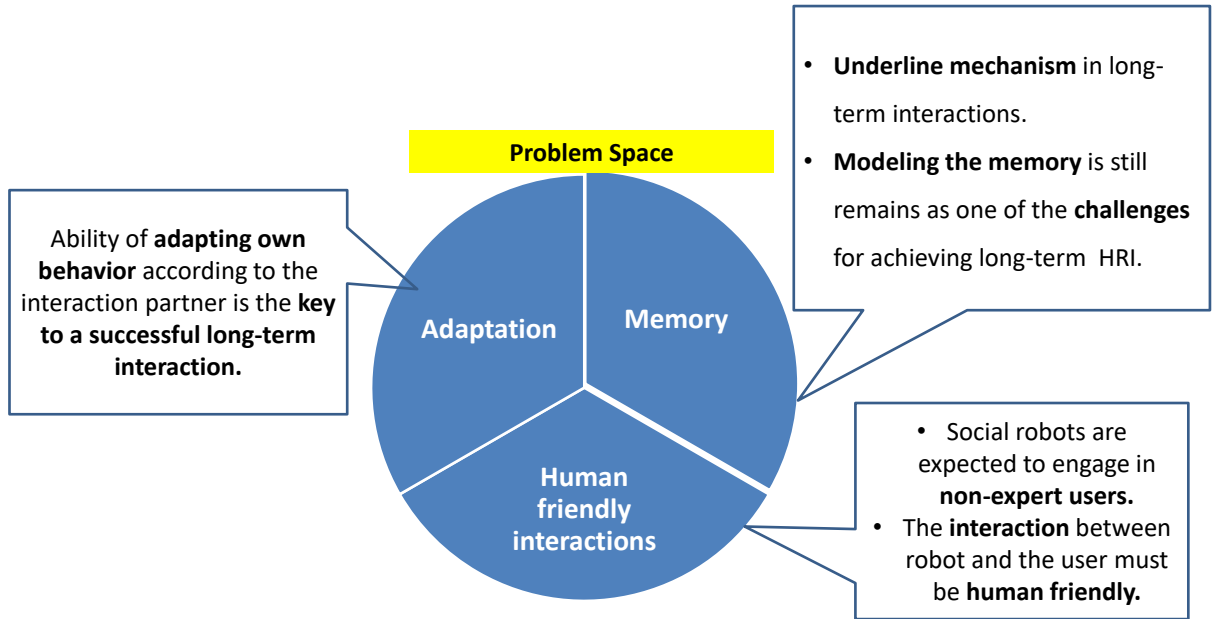 Problem Space
Ability of adapting own
behavior according to the
interaction partner is the key
to a successful long-term
interaction.
Adaptation
Memory
Human
friendly
interactions
• Underline mechanism in long-
term interactions.
• Modeling the memory is still
remains as one of the challenges
for achieving long-term HRI.
• Social robots are
expected to engage in
non-expert users.
• The interaction between
robot and the user must
be human friendly.